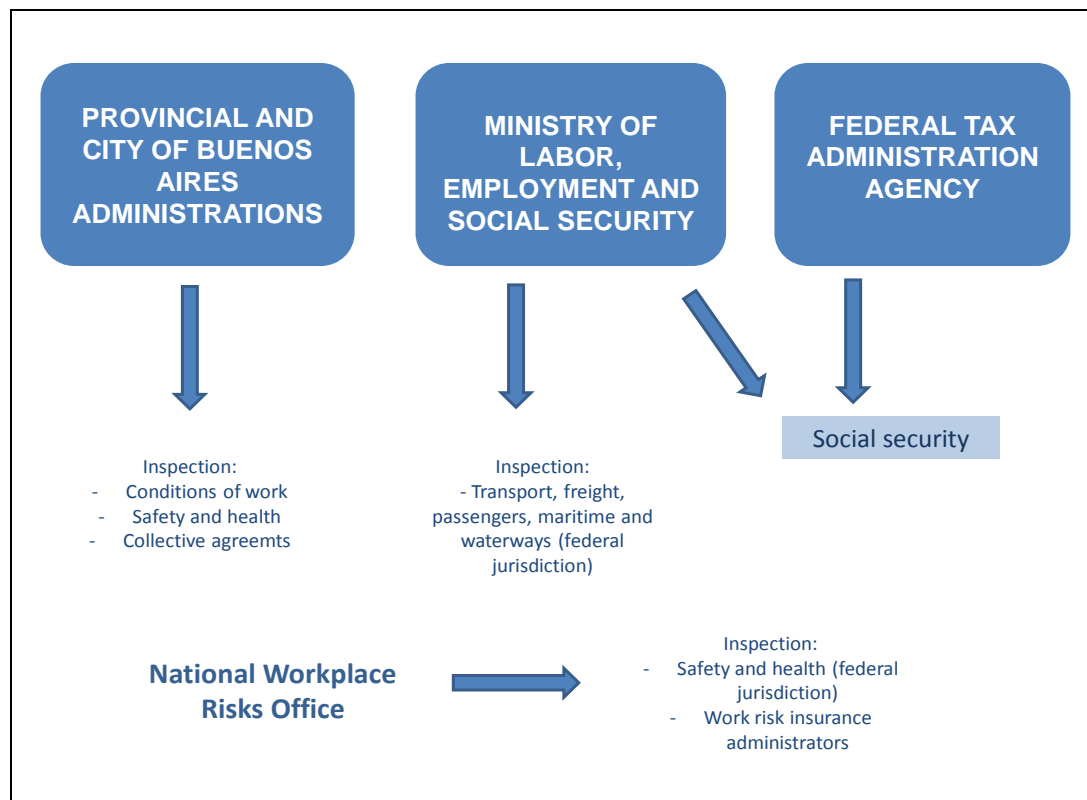 PROVINCIAL AND
CITY OF BUENOS
AIRES
ADMINISTRATIONS
MINISTRY OF
LABOR,
EMPLOYMENT AND
SOCIAL SECURITY
FEDERAL TAX
ADMINISTRATION
AGENCY
Social security
Inspection:
- Conditions of work
- Safety and health
- Collective agreemts
Inspection:
- Transport, freight,
passengers, maritime and
waterways (federal
jurisdiction)
National Workplace
Risks Office
Inspection:
- Safety and health (federal
jurisdiction)
- Work risk insurance
administrators